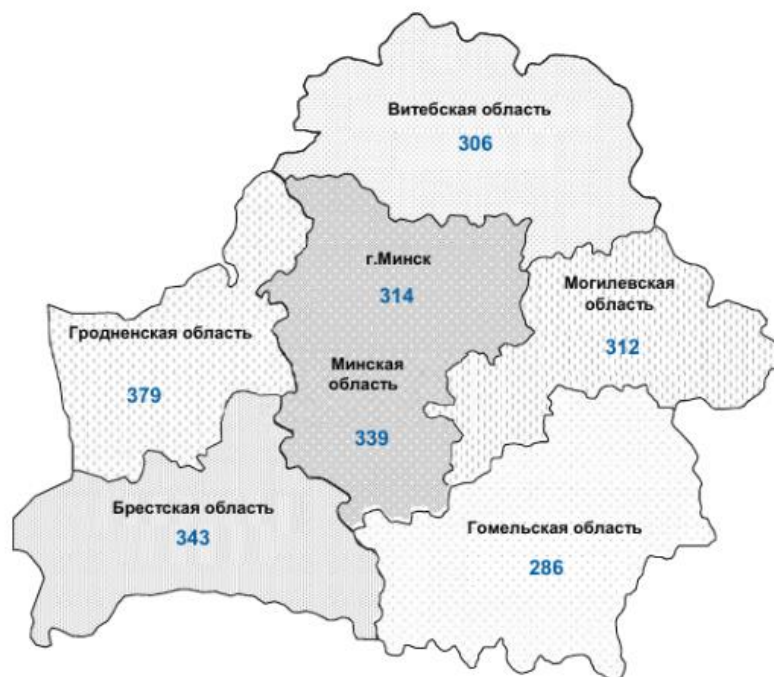 Витебская область
306
г.Минск
314
Могилевская
область
312
Гродненская область
379
Минская
область
339
Брестская область
343
Гомельская область
286